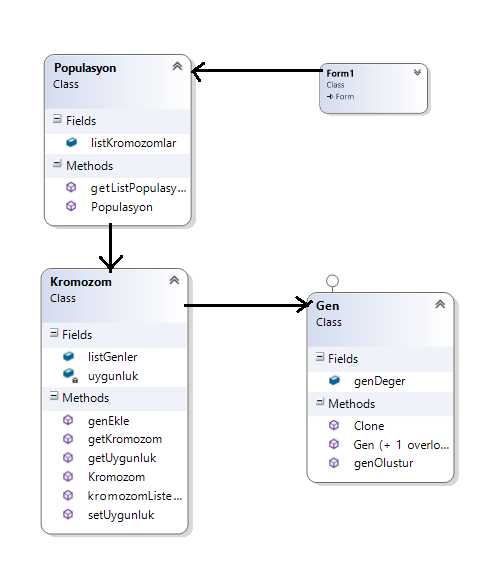 Populasyon
Class
Fields
listKromozomlar
Methods
getListPopulasy...
Populasyon
Form1
Class
Form
Kromozom
Class
Fields
listGenler
uygunluk
Methods
genEkle
getKromozom
getUygunluk
Kromozom
kromozomListe...
setUygunluk
Gen
Class
Fields
genDeger
Methods
Clone
Gen (+ 1 overlo...
genOlustur